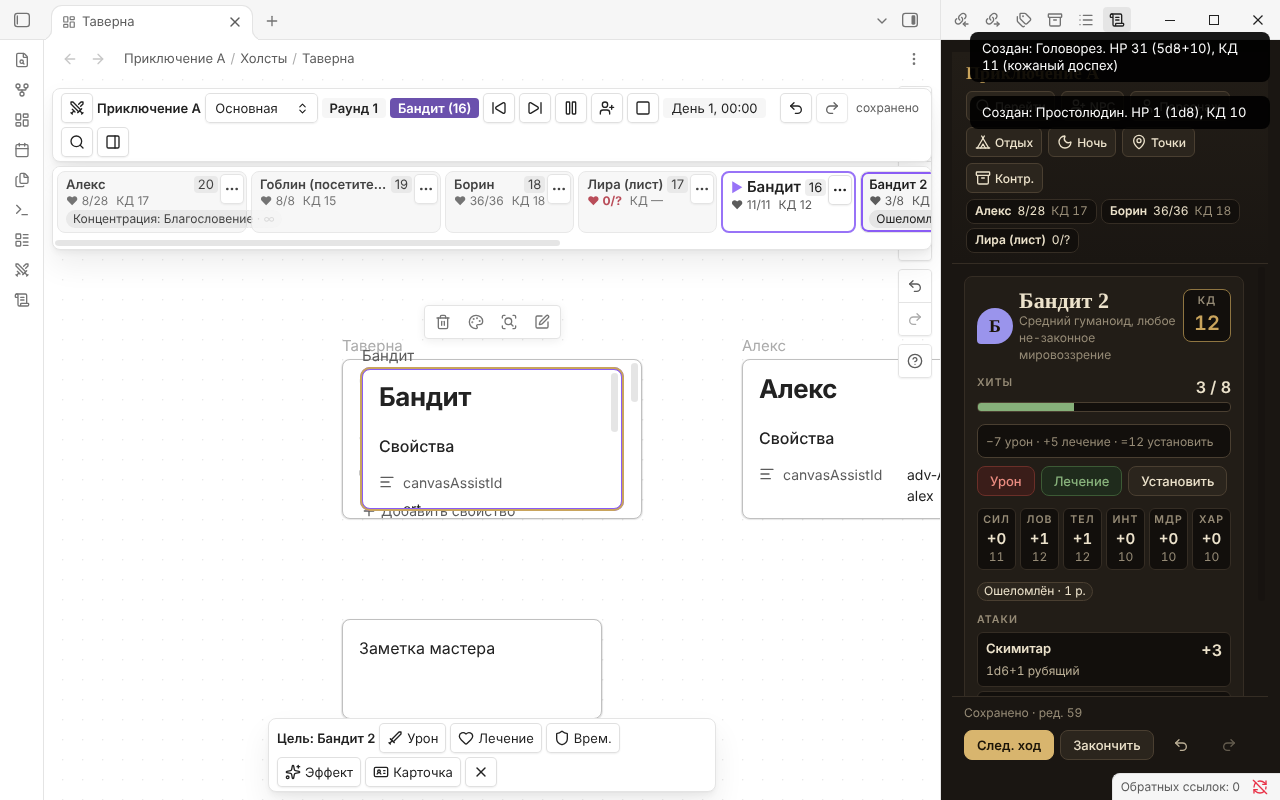 Таверна
Приключение A / Холсты / Таверна
Приключение A
Основная
Раунд 1
Бандит (16)
День 1, 00:00
сохранено
Алекс 20
8/28 КД 17
Концентрация: Благословение · ∞
Гоблин (посетите… 19
8/8 КД 15
Борин 18
36/36 КД 18
Лира (лист) 17
0/? КД —
Бандит 16
11/11 КД 12
Бандит 2
3/8 КД
Ошеломл
Таверна
Бандит
Бандит
Свойства
canvasAssistId
Добавить свойство
Алекс
Алекс
Свойства
canvasAssistId
adv-
alex
Заметка мастера
Цель: Бандит 2
Урон
Лечение
Врем.
Эффект
Карточка
Создан: Головорез. HP 31 (5d8+10), КД
11 (кожаный доспех)
Создан: Простолюдин. HP 1 (1d8), КД 10
Отдых
Ночь
Точки
Контр.
Алекс 8/28 КД 17
Борин 36/36 КД 18
Лира (лист) 0/?
Б
Бандит 2
Средний гуманоид, любое
не-законное
мировоззрение
КД
12
ХИТЫ
3 / 8
−7 урон · +5 лечение · =12 установить
Урон
Лечение
Установить
СИЛ ЛОВ ТЕЛ ИНТ МДР ХАР
+0 +1 +1 +0 +0 +0
11 12 12 10 10 10
Ошеломлён · 1 р.
АТАКИ
Скимитар
+3
1d6+1 рубящий
Сохранено · ред. 59
След. ход
Закончить
Обратных ссылок: 0